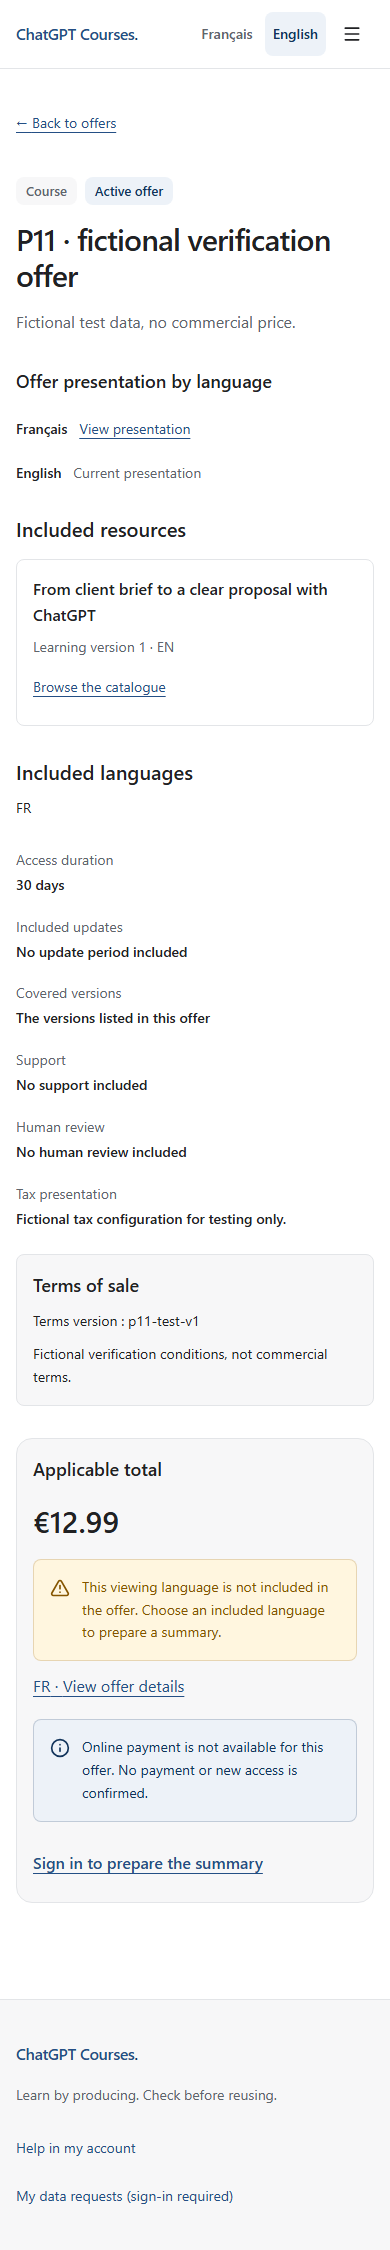 ChatGPT Courses.
Français
English
← Back to offers
Course
Active offer
P11 · fictional verification
offer
Fictional test data, no commercial price.
Offer presentation by language
Français View presentation
English Current presentation
Included resources
From client brief to a clear proposal with
ChatGPT
Learning version 1 · EN
Browse the catalogue
Included languages
FR
Access duration
30 days
Included updates
No update period included
Covered versions
The versions listed in this offer
Support
No support included
Human review
No human review included
Tax presentation
Fictional tax configuration for testing only.
Terms of sale
Terms version : p11-test-v1
Fictional verification conditions, not commercial
terms.
Applicable total
€12.99
This viewing language is not included in
the offer. Choose an included language
to prepare a summary.
FR · View offer details
Online payment is not available for this
offer. No payment or new access is
confirmed.
Sign in to prepare the summary
ChatGPT Courses.
Learn by producing. Check before reusing.
Help in my account
My data requests (sign-in required)